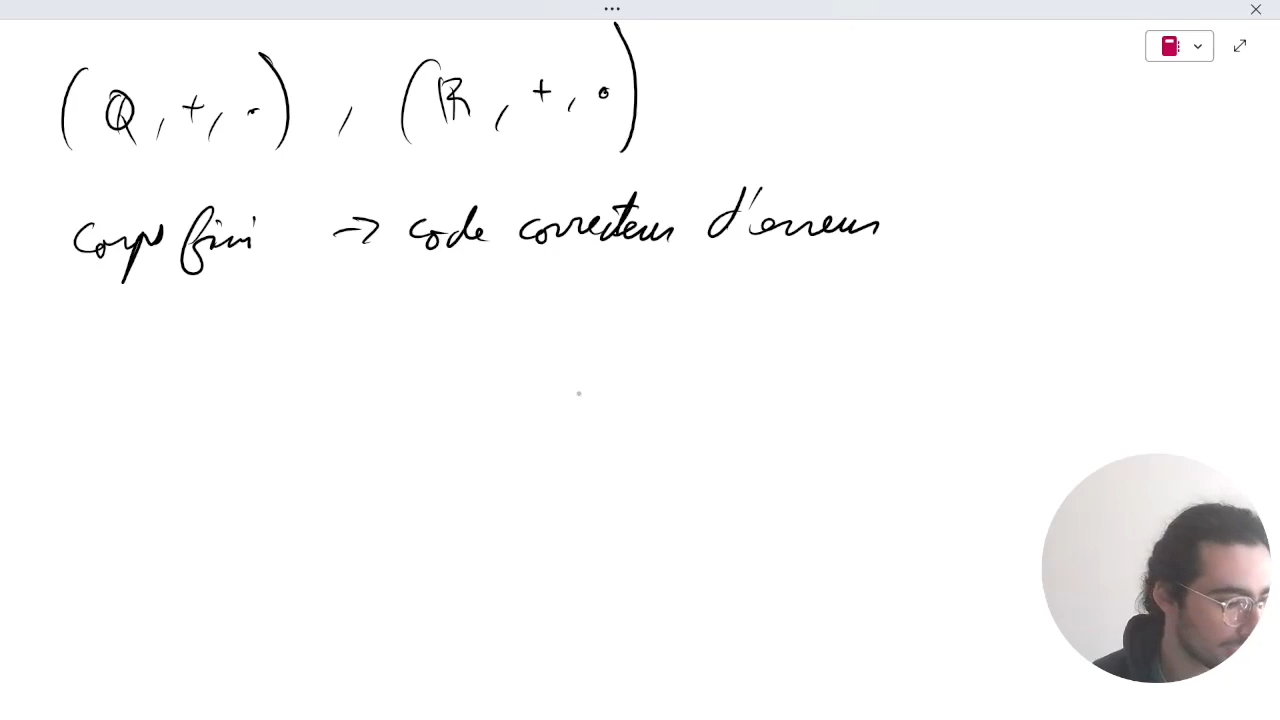 (Q, +, ·), (ℝ, +, ∘)
corps fini → code correcteur d'erreurs